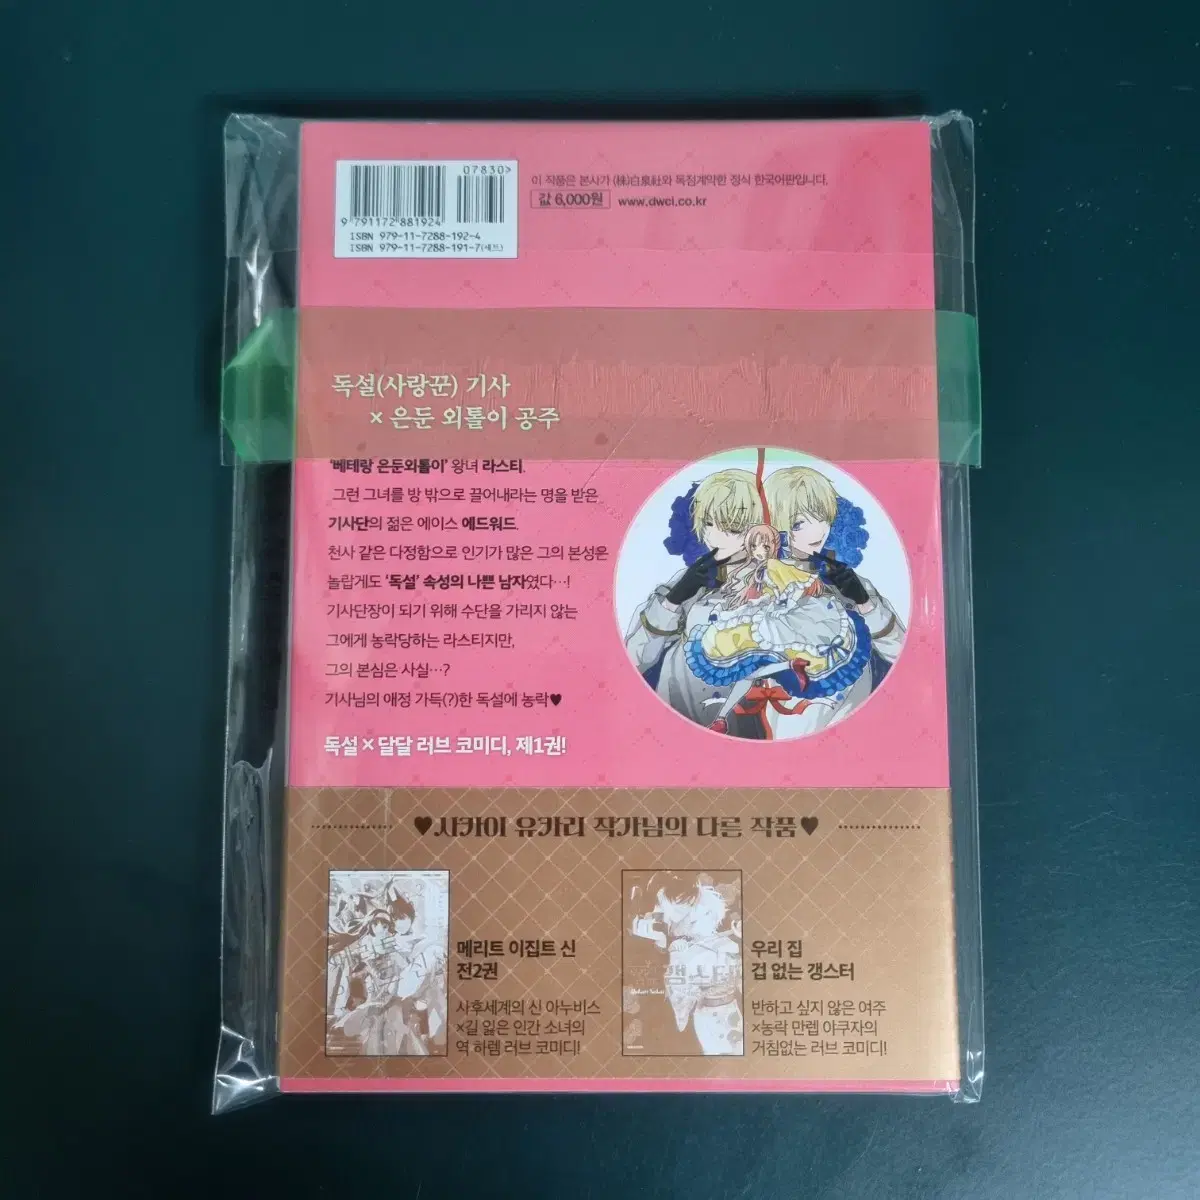 07830>
9 791172 881924
ISBN 979-11-7288-192-4
ISBN 979-11-7288-191-7(세트)
이 작품은 본사가 (株)白泉社와 독점계약한 정식 한국어판입니다.
값 6,000원 www.dwci.co.kr
독설(사랑꾼) 기사
× 은둔 외톨이 공주
'베테랑 은둔외톨이' 왕녀 라스티.
그런 그녀를 방 밖으로 끌어내라는 명을 받은
기사단의 젊은 에이스 에드워드.
천사 같은 다정함으로 인기가 많은 그의 본성은
놀랍게도 '독설' 속성의 나쁜 남자였다…!
기사단장이 되기 위해 수단을 가리지 않는
그에게 농락당하는 라스티지만,
그의 본심은 사실…?
기사님의 애정 가득(?)한 독설에 농락♥
독설 × 달달 러브 코미디, 제1권!
♥사카이 유카리 작가님의 다른 작품♥
메리트 이집트 신
전2권
사후세계의 신 아누비스
×길 잃은 인간 소녀의
역 하렘 러브 코미디!
갱스터
우리 집
겁 없는 갱스터
반하고 싶지 않은 여주
×농락 만렙 야쿠자의
거침없는 러브 코미디!